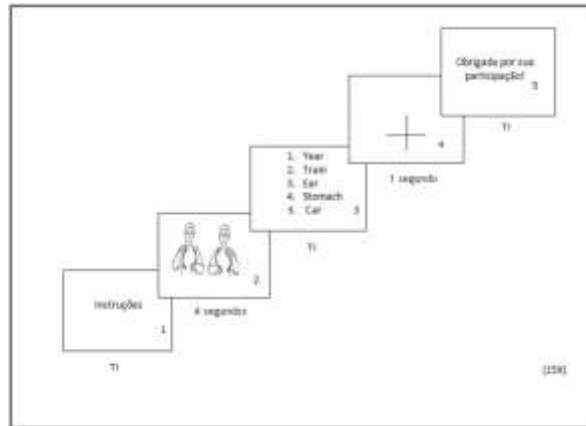 Obrigada por sua
participação!
5
TI
4
1 segundo
1. Year
2. Train
3. Ear
4. Stomach
5. Car
3
TI
2
segundos
Instruções
1
TI
(159)